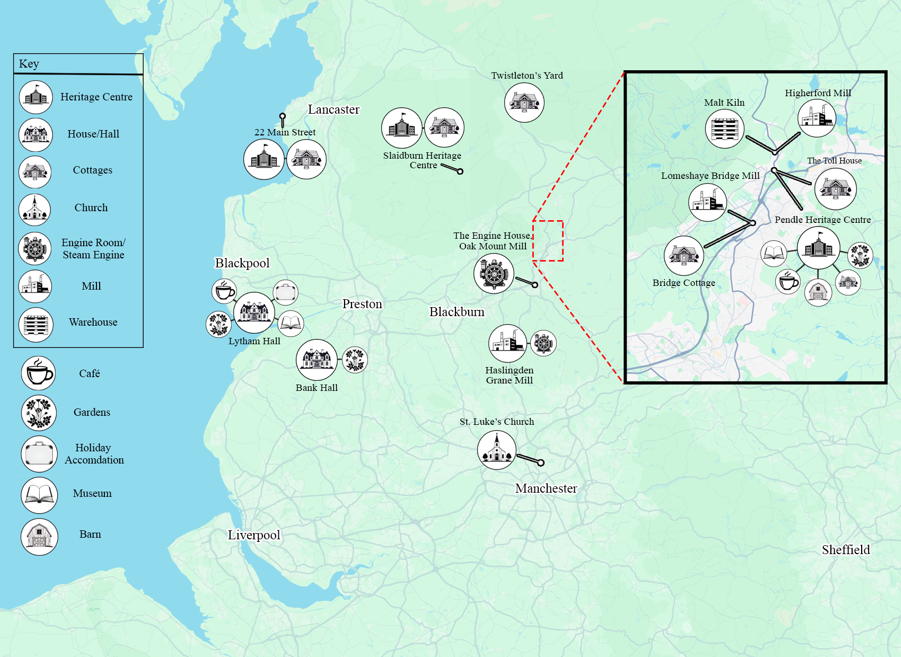 Key
Heritage Centre
House/Hall
Cottages
Church
Engine Room/
Steam Engine
Mill
Warehouse
Café
Gardens
Holiday
Accomdation
Museum
Barn
Twistleton's Yard
Lancaster
22 Main Street
Slaidburn Heritage
Centre
The Engine House,
Oak Mount Mill
Blackpool
Lytham Hall
Preston
Blackburn
Bank Hall
Haslingden
Grane Mill
St. Luke's Church
Manchester
Liverpool
Sheffield
Malt Kiln
Higherford Mill
The Toll House
Lomeshaye Bridge Mill
Pendle Heritage Centre
Bridge Cottage